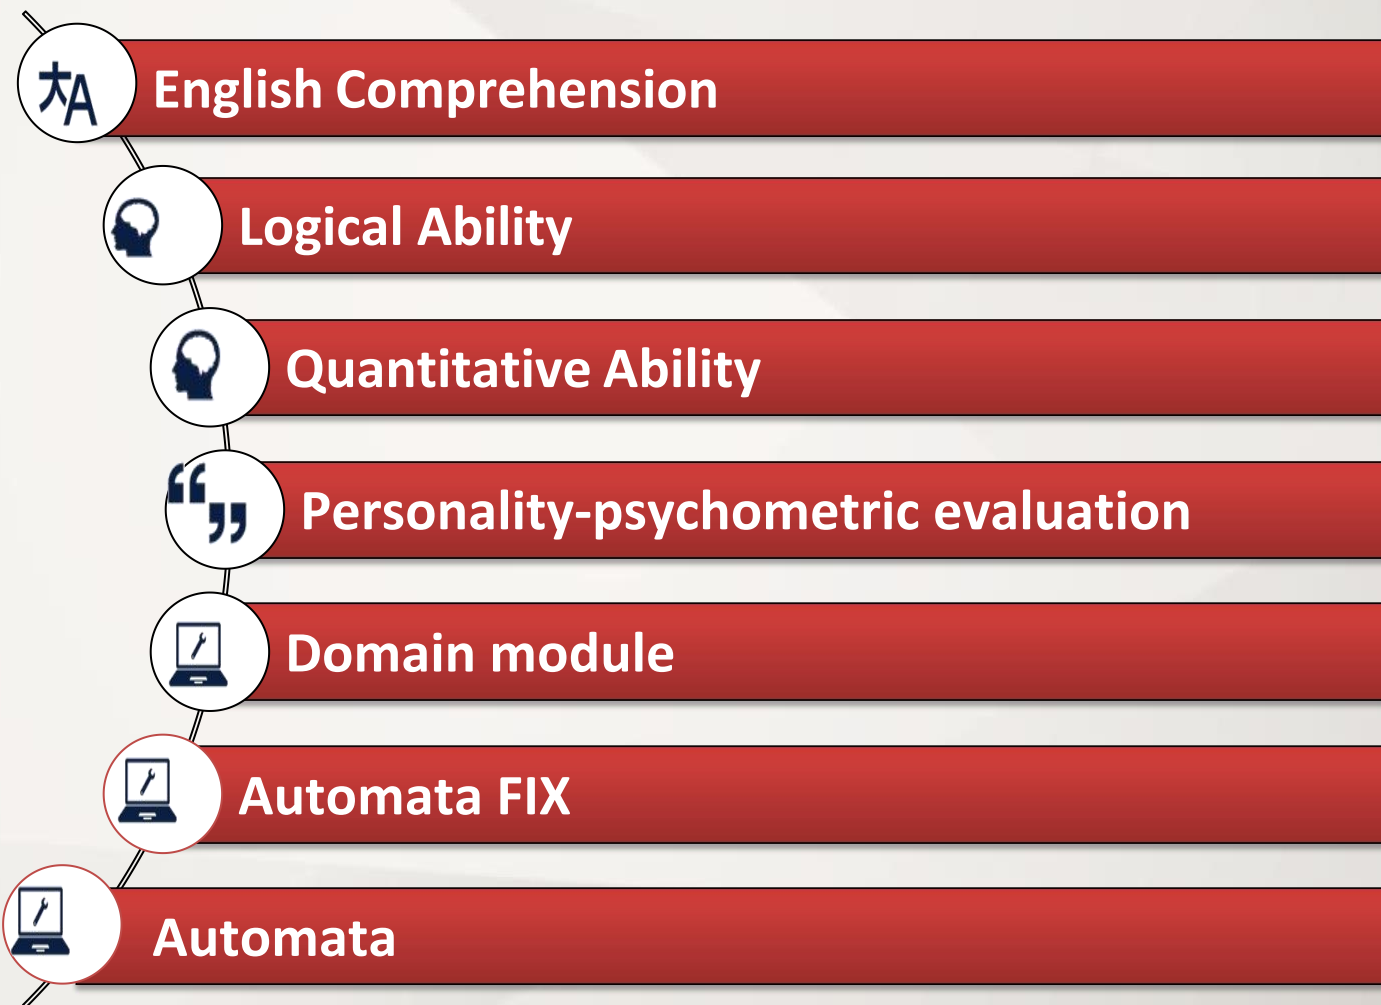 English Comprehension
Logical Ability
Quantitative Ability
Personality-psychometric evaluation
Domain module
Automata FIX
Automata